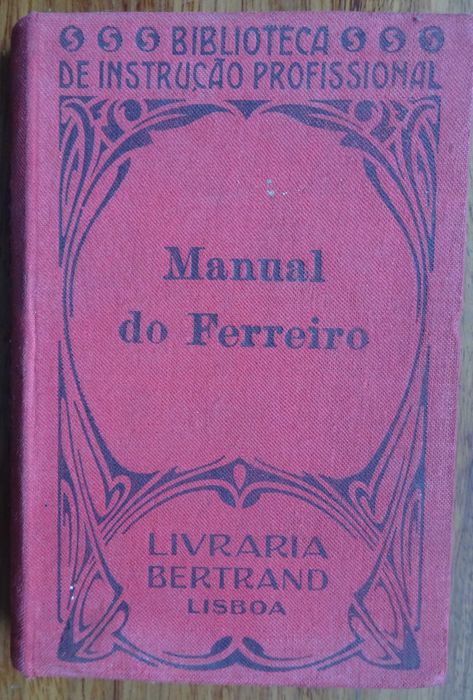 BIBLIOTECA
DE INSTRUÇÃO PROFISSIONAL
Manual
do Ferreiro
LIVRARIA
BERTRAND
LISBOA